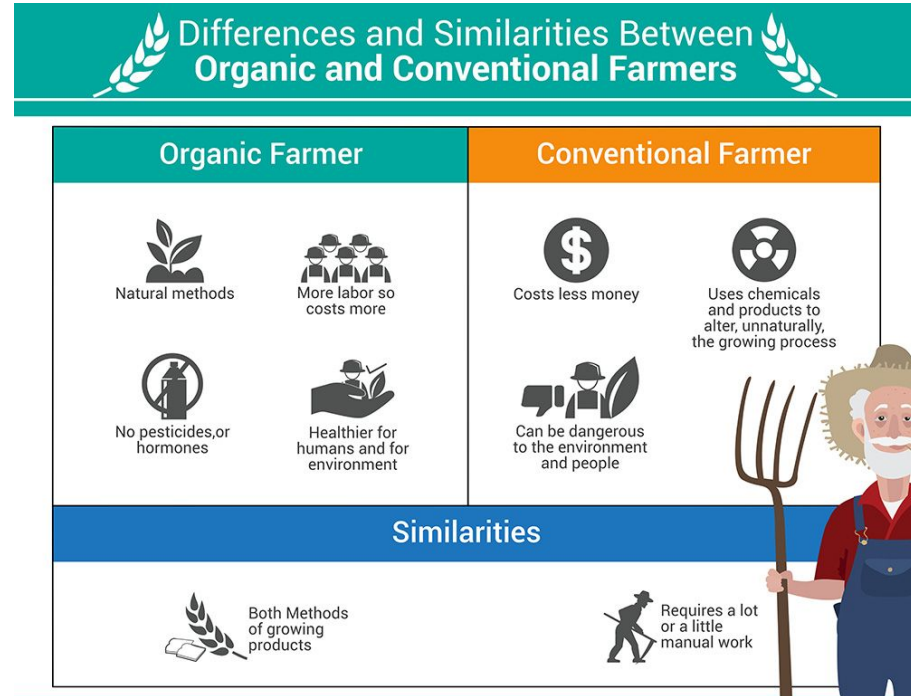 Differences and Similarities Between
Organic and Conventional Farmers
Organic Farmer
Conventional Farmer
Natural methods
More labor so
costs more
No pesticides,or
hormones
Healthier for
humans and for
environment
$
Costs less money
Uses chemicals
and products to
alter, unnaturally,
the growing process
Can be dangerous
to the environment
and people
Similarities
Both Methods
of growing
products
Requires a lot
or a little
manual work